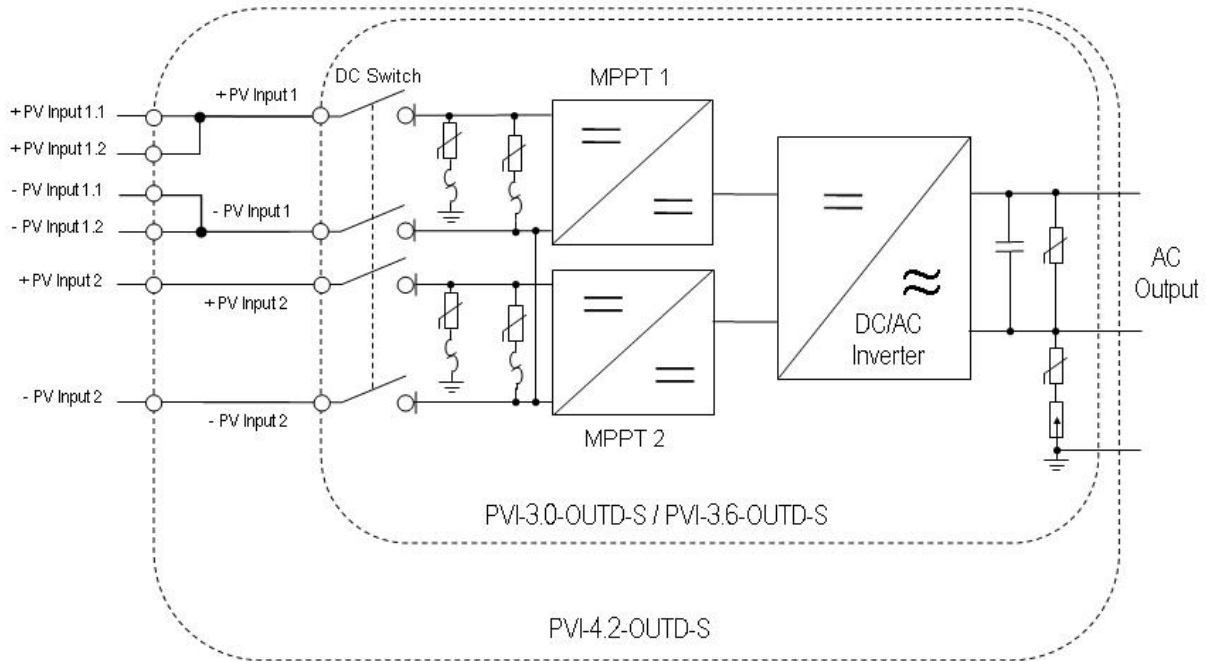 DC Switch
MPPT 1
+ PV Input 1
+ PV Input 1.1
+ PV Input 1.2
- PV Input 1.1
- PV Input 1
- PV Input 1.2
+ PV Input 2
+ PV Input 2
AC
Output
DC/AC
Inverter
- PV Input 2
- PV Input 2
MPPT 2
PVI-3.0-OUTD-S / PVI-3.6-OUTD-S
PVI-4.2-OUTD-S